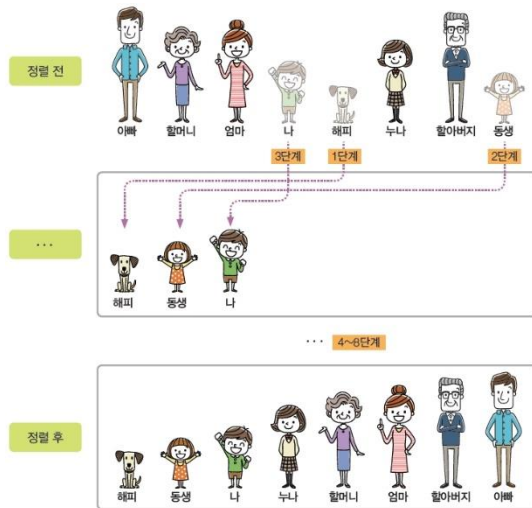 정렬 전
아빠 할머니 엄마 나 해피 누나 할아버지 동생
3단계 1단계 2단계
···
해피 동생 나
··· 4~8단계
정렬 후
해피 동생 나 누나 할머니 엄마 할아버지 아빠